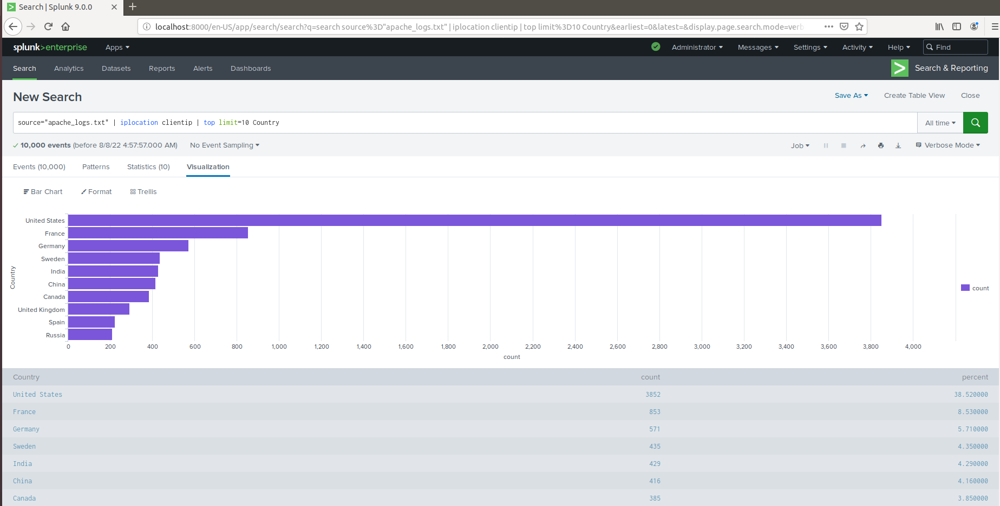 Search | Splunk 9.0.0
localhost:8000/en-US/app/search/search?q=search source%3D"apache_logs.txt" | iplocation clientip | top limit%3D10 Country&earliest=0&latest=&display.page.search.mode=verb
splunk>enterprise Apps Administrator Messages Settings Activity Help Find
Search Analytics Datasets Reports Alerts Dashboards Search & Reporting
New Search Save As Create Table View Close
source="apache_logs.txt" | iplocation clientip | top limit=10 Country All time
10,000 events (before 8/8/22 4:57:57.000 AM) No Event Sampling Job Verbose Mode
Events (10,000) Patterns Statistics (10) Visualization
Bar Chart Format Trellis
United States
France
Germany
Sweden
India
China
Canada
United Kingdom
Spain
Russia
Country
count
0 200 400 600 800 1,000 1,200 1,400 1,600 1,800 2,000 2,200 2,400 2,600 2,800 3,000 3,200 3,400 3,600 3,800 4,000
count
Country count percent
United States 3852 38.520000
France 853 8.530000
Germany 571 5.710000
Sweden 435 4.350000
India 429 4.290000
China 416 4.160000
Canada 385 3.850000